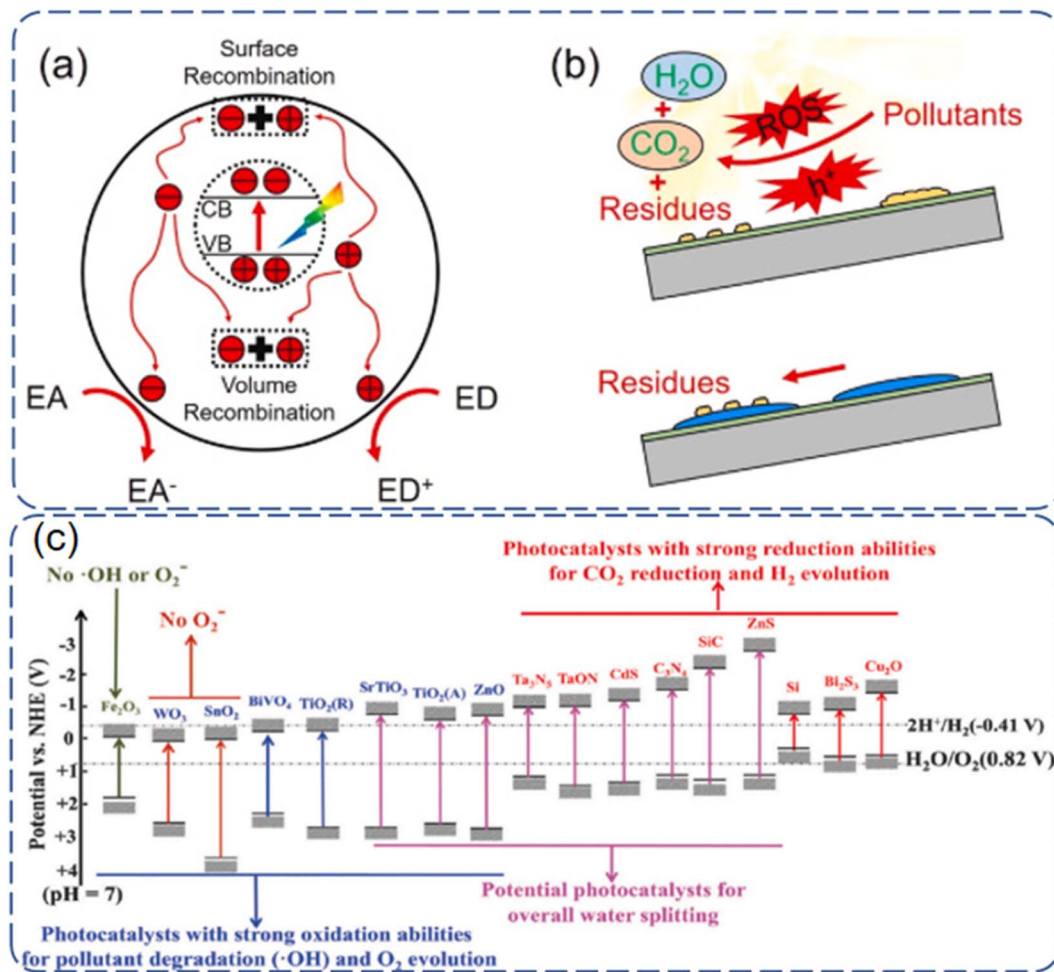 (a)
Surface
Recombination
CB
VB
Volume
Recombination
EA
ED
EA-
ED+
(b)
H2O
+
CO2
+
Residues
ROS
Pollutants
h+
Residues
(c)
Photocatalysts with strong reduction abilities
for CO2 reduction and H2 evolution
No ·OH or O2−
No O2−
Potential vs. NHE (V)
-3
-2
-1
0
+1
+2
+3
+4
(pH = 7)
Fe2O3
WO3
SnO2
BiVO4
TiO2(R)
SrTiO3
TiO2(A)
ZnO
Ta3N5
TaON
CdS
C3N4
SiC
ZnS
Si
Bi2S3
Cu2O
2H+/H2(-0.41 V)
H2O/O2(0.82 V)
Potential photocatalysts for
overall water splitting
Photocatalysts with strong oxidation abilities
for pollutant degradation (·OH) and O2 evolution